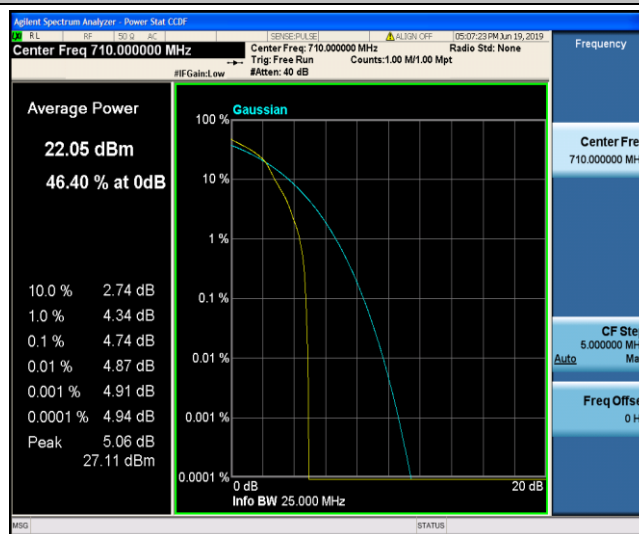 Agilent Spectrum Analyzer - Power Stat CCDF
RL RF 50 Ω AC SENSE:PULSE ALIGN OFF 05:07:23 PM Jun 19, 2019
Center Freq 710.000000 MHz
Center Freq: 710.000000 MHz Radio Std: None
Trig: Free Run Counts:1.00 M/1.00 Mpt
#IFGain:Low #Atten: 40 dB
Frequency
Average Power
22.05 dBm
46.40 % at 0dB
10.0 % 2.74 dB
1.0 % 4.34 dB
0.1 % 4.74 dB
0.01 % 4.87 dB
0.001 % 4.91 dB
0.0001 % 4.94 dB
Peak 5.06 dB
27.11 dBm
Gaussian
100 %
10 %
1 %
0.1 %
0.01 %
0.001 %
0.0001 %
0 dB 20 dB
Info BW 25.000 MHz
Center Fre
710.000000 MH
CF Ste
5.000000 MH
Auto Ma
Freq Offse
0 H
MSG STATUS